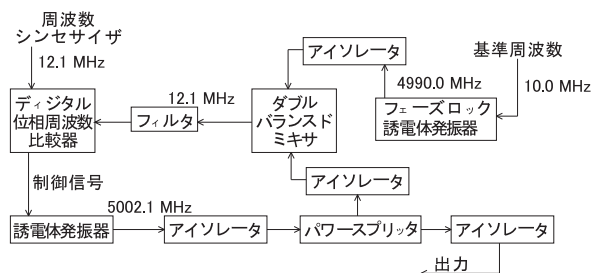 周波数
シンセサイザ
12.1 MHz
基準周波数
10.0 MHz
アイソレータ
4990.0 MHz
フェーズロック
誘電体発振器
ダブル
バランスド
ミキサ
12.1 MHz
フィルタ
ディジタル
位相周波数
比較器
制御信号
アイソレータ
誘電体発振器
5002.1 MHz
アイソレータ
パワースプリッタ
アイソレータ
出力